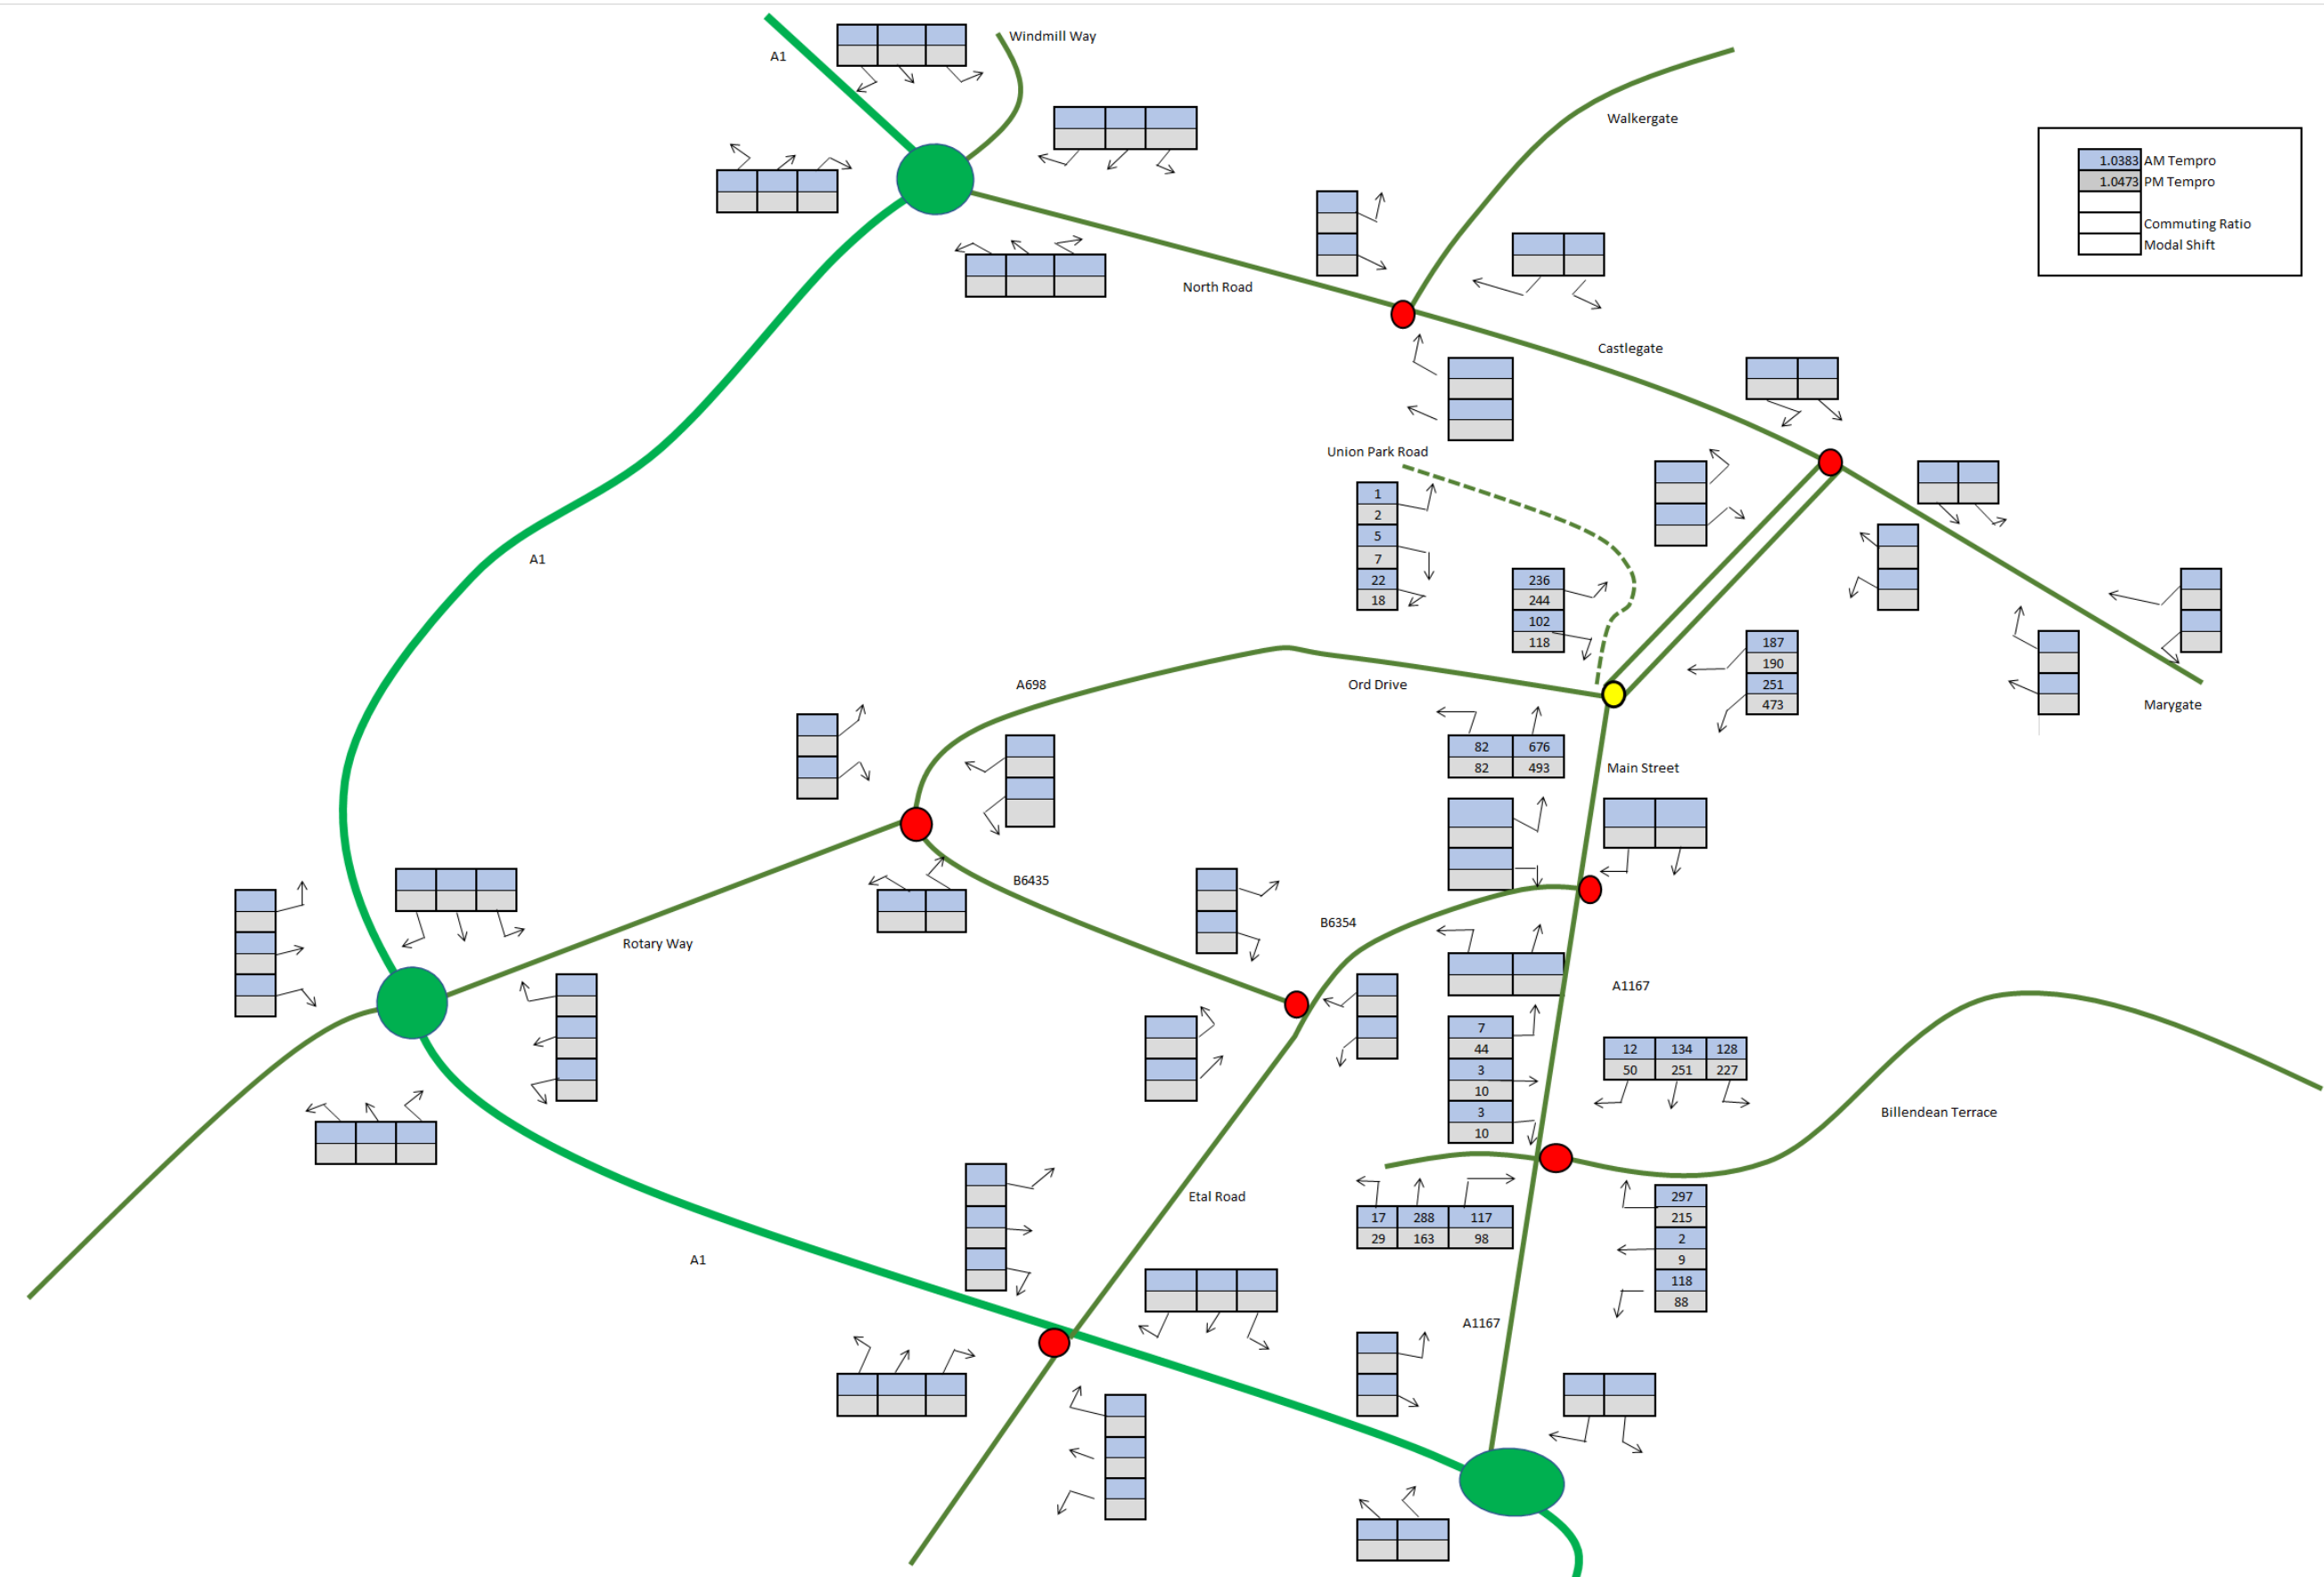 Windmill Way
A1
Walkergate
1.0383 AM Tempro
1.0473 PM Tempro
Commuting Ratio
Modal Shift
North Road
Castlegate
Union Park Road
1
2
5
7
22
18
A1
236
244
102
118
187
190
251
473
A698
Ord Drive
Marygate
82 676
82 493
Main Street
B6435
B6354
Rotary Way
A1167
7
44
3
10
3
10
12 134 128
50 251 227
Billendean Terrace
Etal Road
17 288 117
29 163 98
297
215
2
9
118
88
A1
A1167